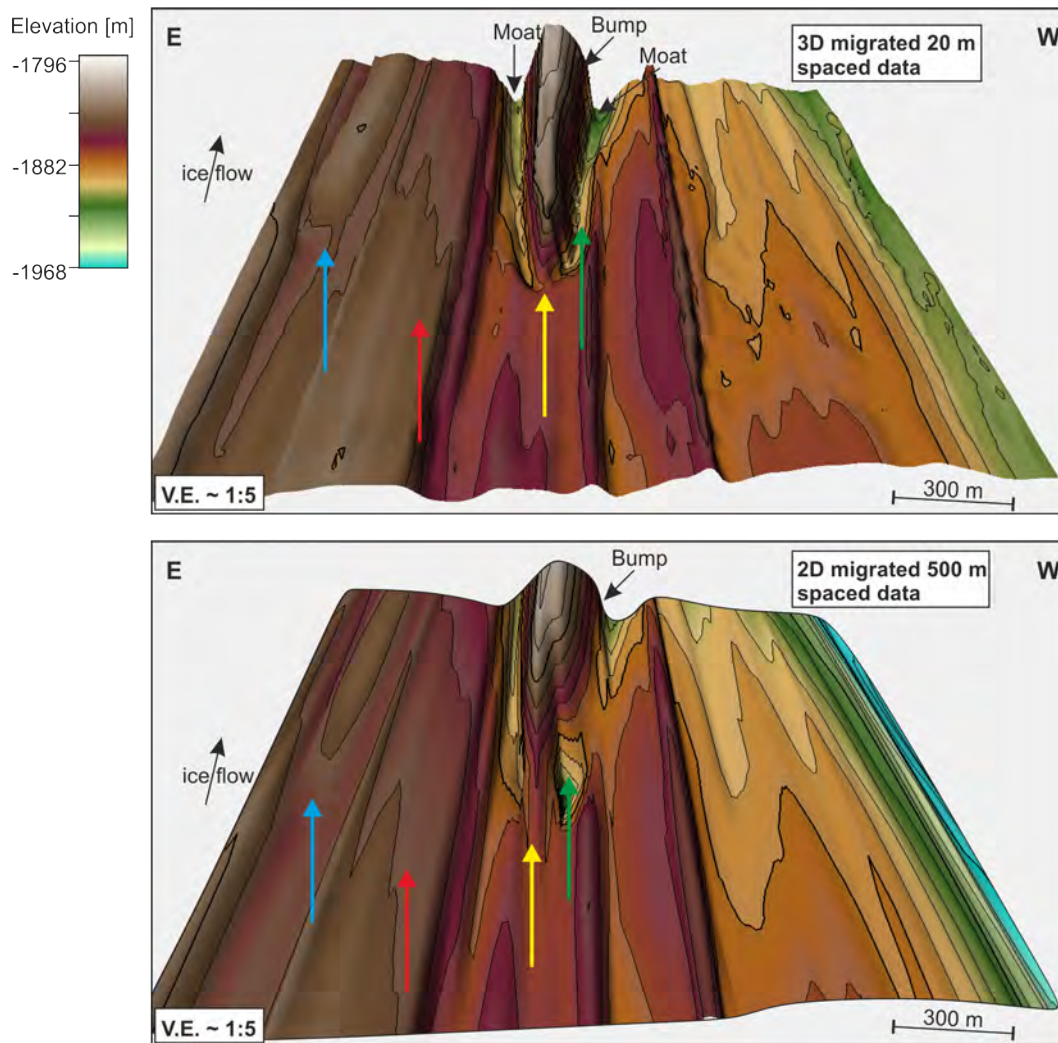 Elevation [m]
-1796
-1882
-1968
E
Moat
Bump
Moat
W
3D migrated 20 m
spaced data
ice flow
V.E. ~ 1:5
300 m
E
Bump
W
2D migrated 500 m
spaced data
ice flow
V.E. ~ 1:5
300 m